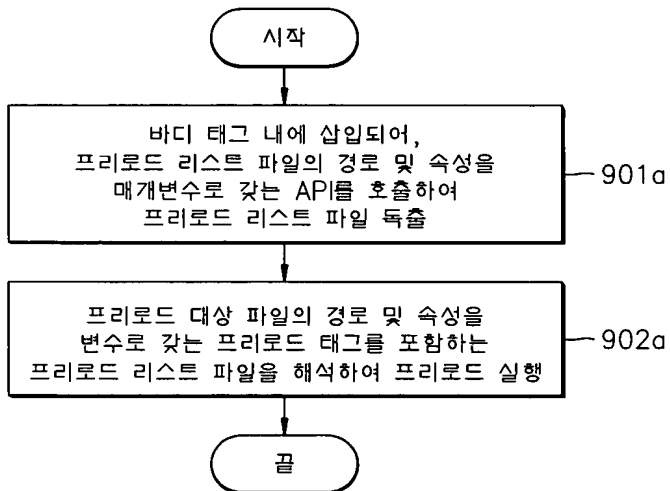 시작
바디 태그 내에 삽입되어,
프리로드 리스트 파일의 경로 및 속성을
매개변수로 갖는 API를 호출하여
프리로드 리스트 파일 독출
901a
프리로드 대상 파일의 경로 및 속성을
변수로 갖는 프리로드 태그를 포함하는
프리로드 리스트 파일을 해석하여 프리로드 실행
902a
끝